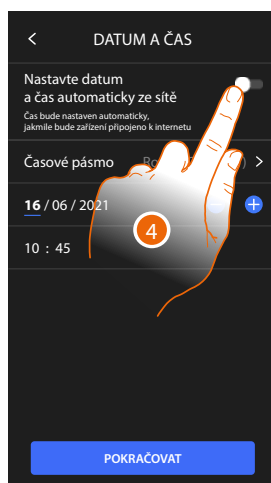 DATUM A ČAS
Nastavte datum
a čas automaticky ze sítě
Čas bude nastaven automaticky,
jakmile bude zařízení připojeno k internetu
Časové pásmo
16 / 06 / 2021
10 : 45
4
POKRAČOVAT